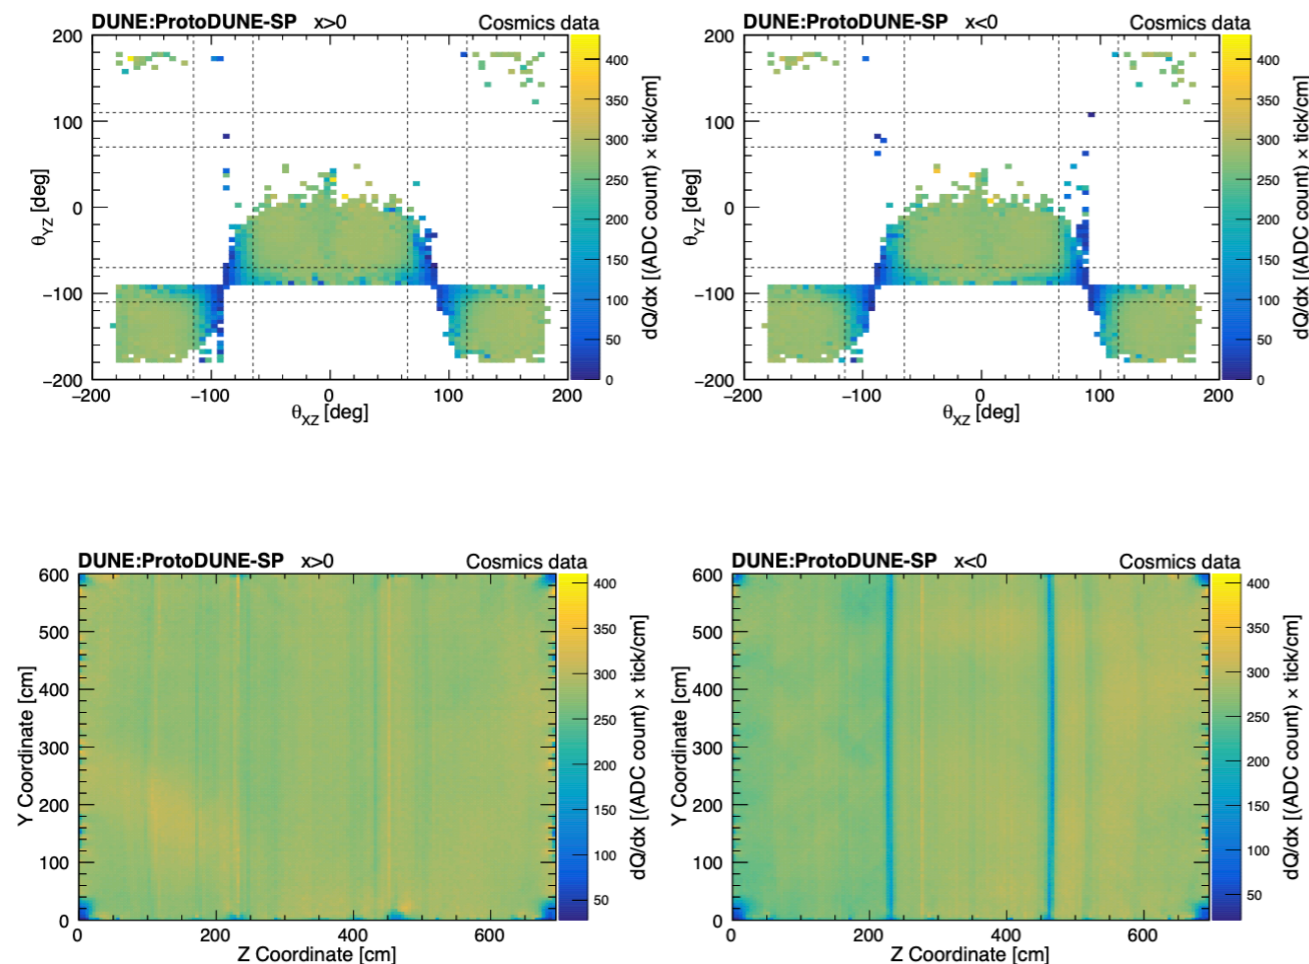 DUNE:ProtoDUNE-SP x>0 Cosmics data
200
100
0
−100
−200
−200 −100 0 100 200
θYZ [deg]
θXZ [deg]
400
350
300
250
200
150
100
50
0
dQ/dx [(ADC count) × tick/cm]
DUNE:ProtoDUNE-SP x<0 Cosmics data
200
100
0
−100
−200
−200 −100 0 100 200
θYZ [deg]
θXZ [deg]
400
350
300
250
200
150
100
50
0
dQ/dx [(ADC count) × tick/cm]
DUNE:ProtoDUNE-SP x>0 Cosmics data
600
500
400
300
200
100
0
0 200 400 600
Y Coordinate [cm]
Z Coordinate [cm]
400
350
300
250
200
150
100
50
dQ/dx [(ADC count) × tick/cm]
DUNE:ProtoDUNE-SP x<0 Cosmics data
600
500
400
300
200
100
0
0 200 400 600
Y Coordinate [cm]
Z Coordinate [cm]
400
350
300
250
200
150
100
50
dQ/dx [(ADC count) × tick/cm]